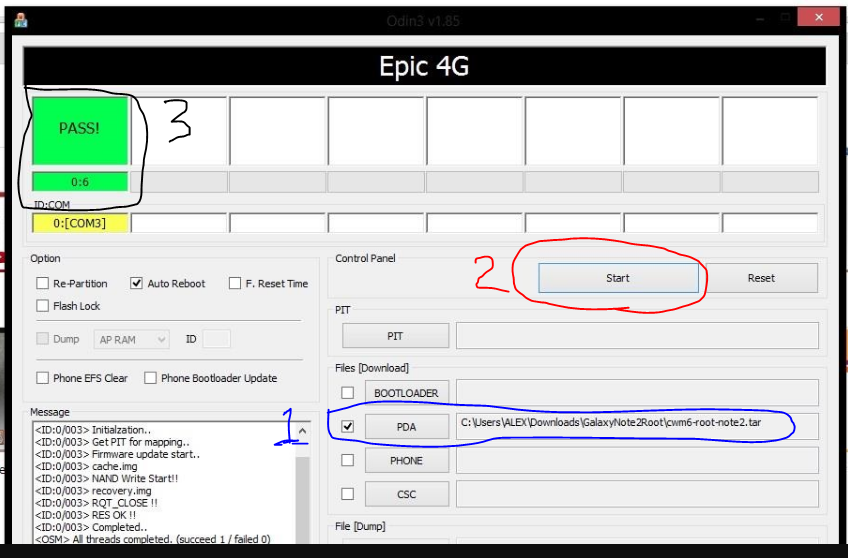 Odin3 v1.85
Epic 4G
PASS!
3
0:6
ID:COM
0:[COM3]
Option
Re-Partition Auto Reboot F. Reset Time
Flash Lock
Dump AP RAM ID
Phone EFS Clear Phone Bootloader Update
Message
<ID:0/003> Initialzation..
<ID:0/003> Get PIT for mapping..
<ID:0/003> Firmware update start..
<ID:0/003> cache.img
<ID:0/003> NAND Write Start!!
<ID:0/003> recovery.img
<ID:0/003> RQT_CLOSE !!
<ID:0/003> RES OK !!
<ID:0/003> Completed..
<OSM> All threads completed. (succeed 1 / failed 0)
Control Panel
2
Start Reset
PIT
PIT
Files [Download]
BOOTLOADER
1
PDA C:\Users\ALEX\Downloads\GalaxyNote2Root\cwm6-root-note2.tar
PHONE
CSC
File [Dump]